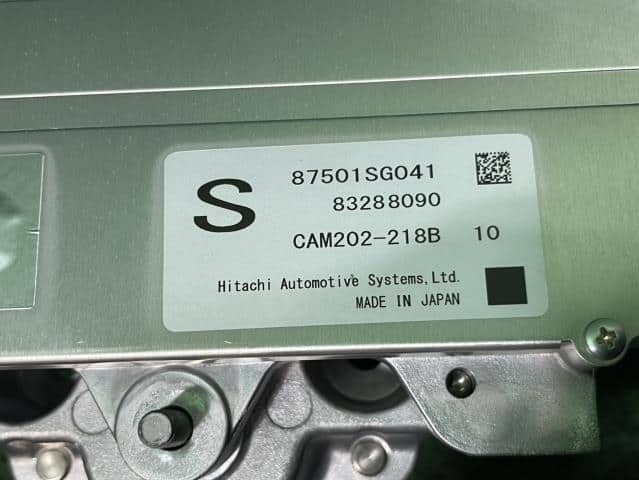 S
87501SG041
83288090
CAM202-218B 10
Hitachi Automotive Systems,Ltd.
MADE IN JAPAN